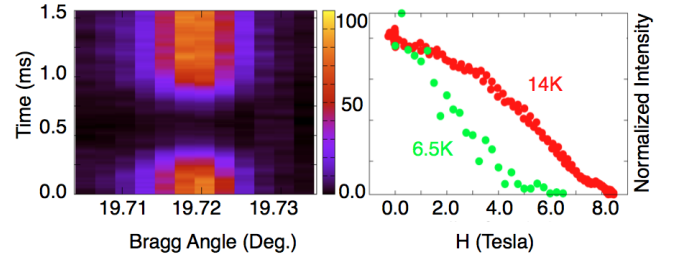 1.5
1.0
0.5
0.0
Time (ms)
19.71 19.72 19.73
Bragg Angle (Deg.)
100
50
0.0
14K
6.5K
0.0 2.0 4.0 6.0 8.0
H (Tesla)
Normalized Intensity